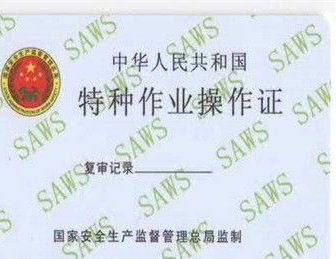 SAWS
中华人民共和国
特种作业操作证
复审记录
国家安全生产监督管理总局监制